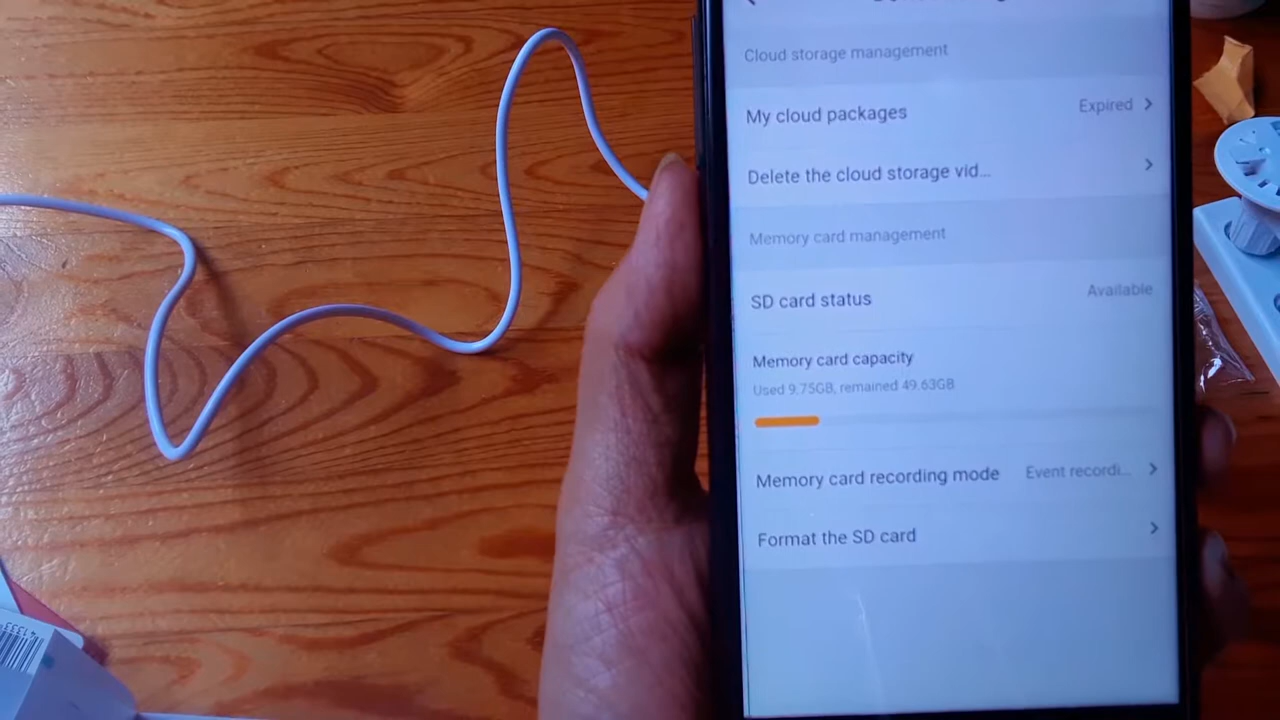 Cloud storage management
My cloud packages
Expired
Delete the cloud storage vid...
Memory card management
SD card status
Available
Memory card capacity
Used 9.75GB, remained 49.63GB
Memory card recording mode
Event recordi...
Format the SD card